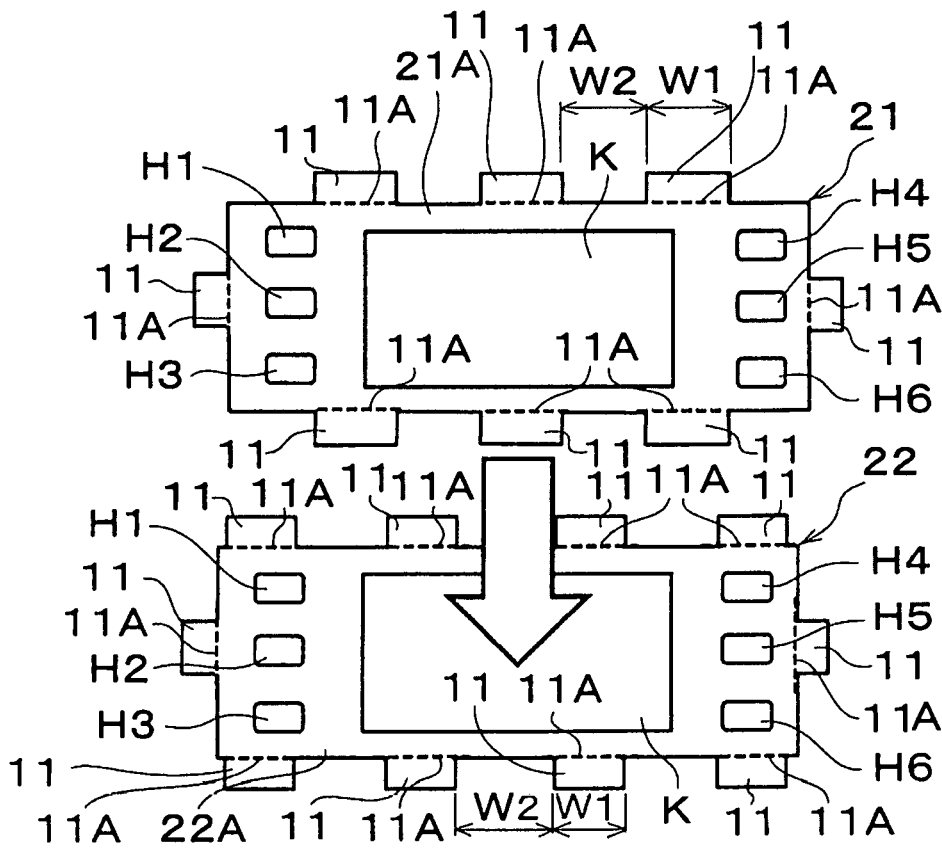 11 11A 11
21A W2 W1 11A
11A 21
11 K
H1 H4
H2 H5
11 11A
11A 11A 11A 11
H3 H6
11 11 11
22
11 11A 11 11A 11 11A 11
H1 H4
11
11A H5
H2 11 11A 11
H3 11A
11 H6
W2 W1
11A 22A 11 11A K 11 11A